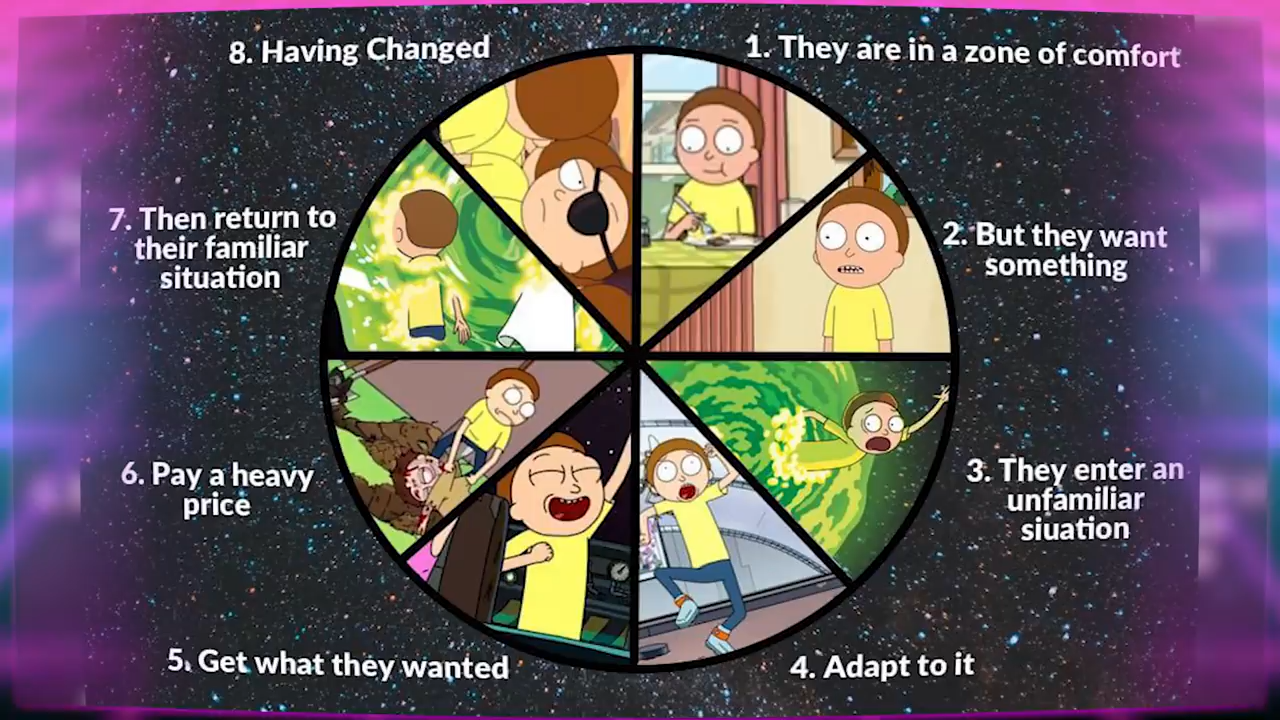 8. Having Changed
1. They are in a zone of comfort
7. Then return to
their familiar
situation
2. But they want
something
6. Pay a heavy
price
3. They enter an
unfamiliar
siuation
5. Get what they wanted
4. Adapt to it